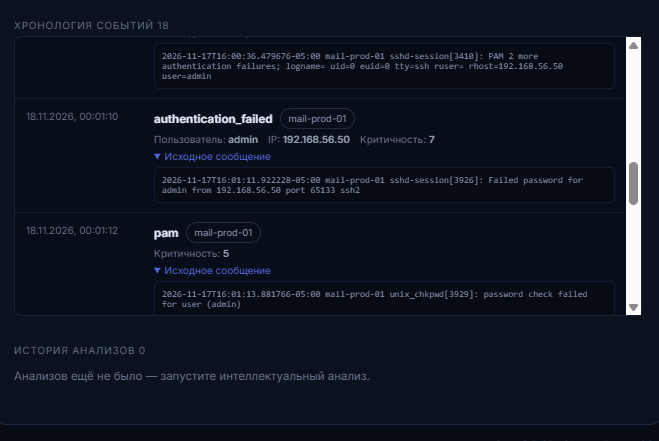 ХРОНОЛОГИЯ СОБЫТИЙ 18
2026-11-17T16:00:36.479676-05:00 mail-prod-01 sshd-session[3410]: PAM 2 more
authentication failures; logname= uid=0 euid=0 tty=ssh ruser= rhost=192.168.56.50
user=admin
18.11.2026, 00:01:10
authentication_failed mail-prod-01
Пользователь: admin IP: 192.168.56.50 Критичность: 7
▼ Исходное сообщение
2026-11-17T16:01:11.922228-05:00 mail-prod-01 sshd-session[3926]: Failed password for
admin from 192.168.56.50 port 65133 ssh2
18.11.2026, 00:01:12
pam mail-prod-01
Критичность: 5
▼ Исходное сообщение
2026-11-17T16:01:13.881766-05:00 mail-prod-01 unix_chkpwd[3929]: password check failed
for user (admin)
ИСТОРИЯ АНАЛИЗОВ 0
Анализов ещё не было — запустите интеллектуальный анализ.